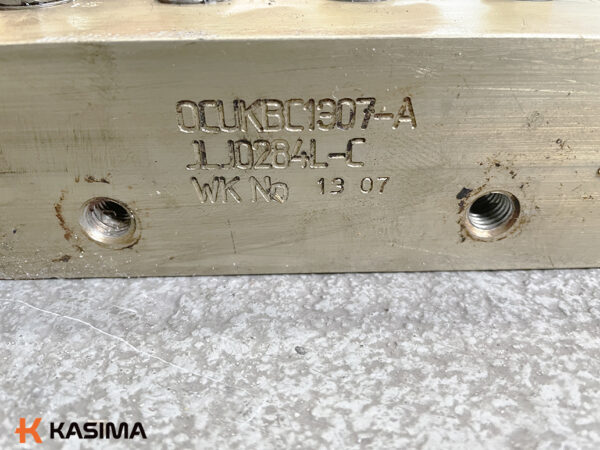 OCUKBC1307-A
JLJ0284L-C
WK No 13 07
KASIMA